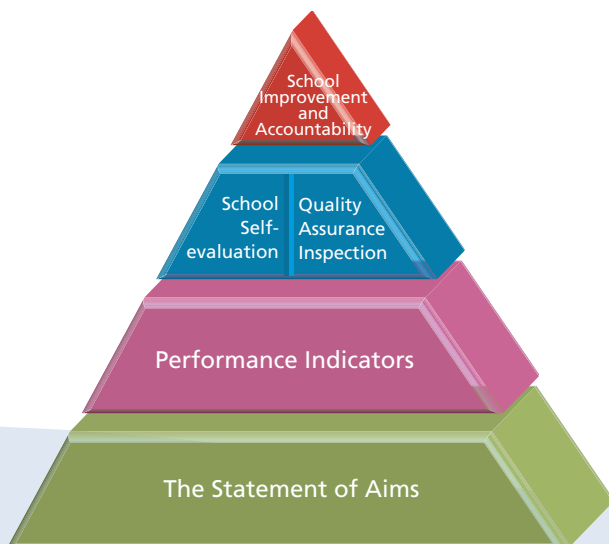 School
Improvement
and
Accountability
School
Self-
evaluation
Quality
Assurance
Inspection
Performance Indicators
The Statement of Aims